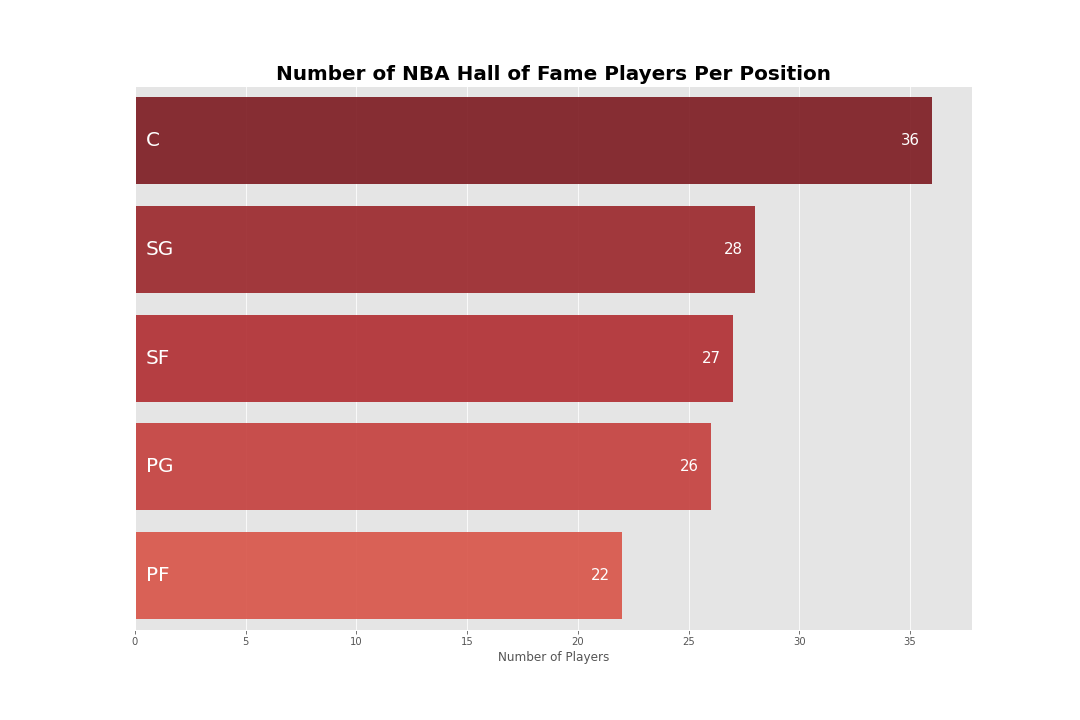 Number of NBA Hall of Fame Players Per Position
C 36
SG 28
SF 27
PG 26
PF 22
0 5 10 15 20 25 30 35
Number of Players